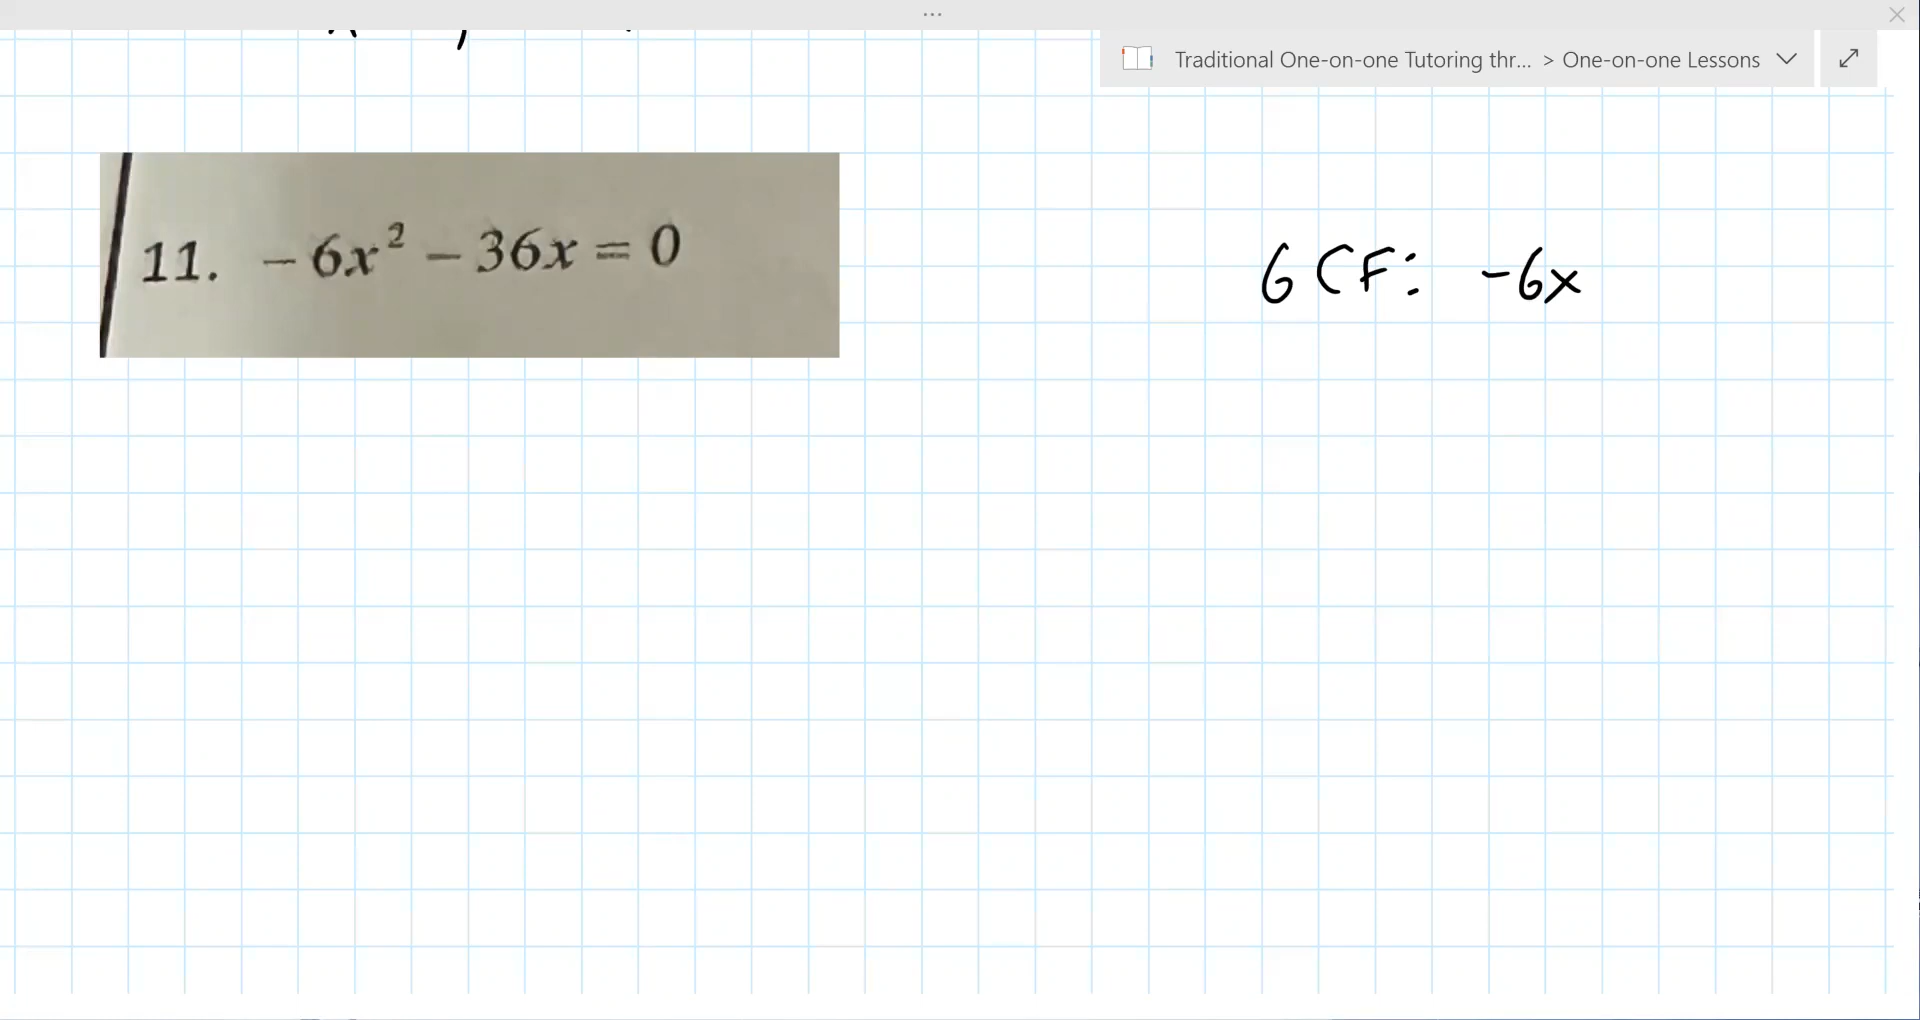 Traditional One-on-one Tutoring thr... > One-on-one Lessons
11. −6x² − 36x = 0
GCF: -6x